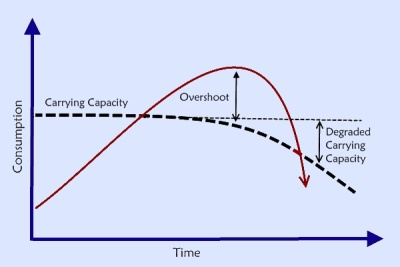 Carrying Capacity
Overshoot
Degraded
Carrying
Capacity
Consumption
Time